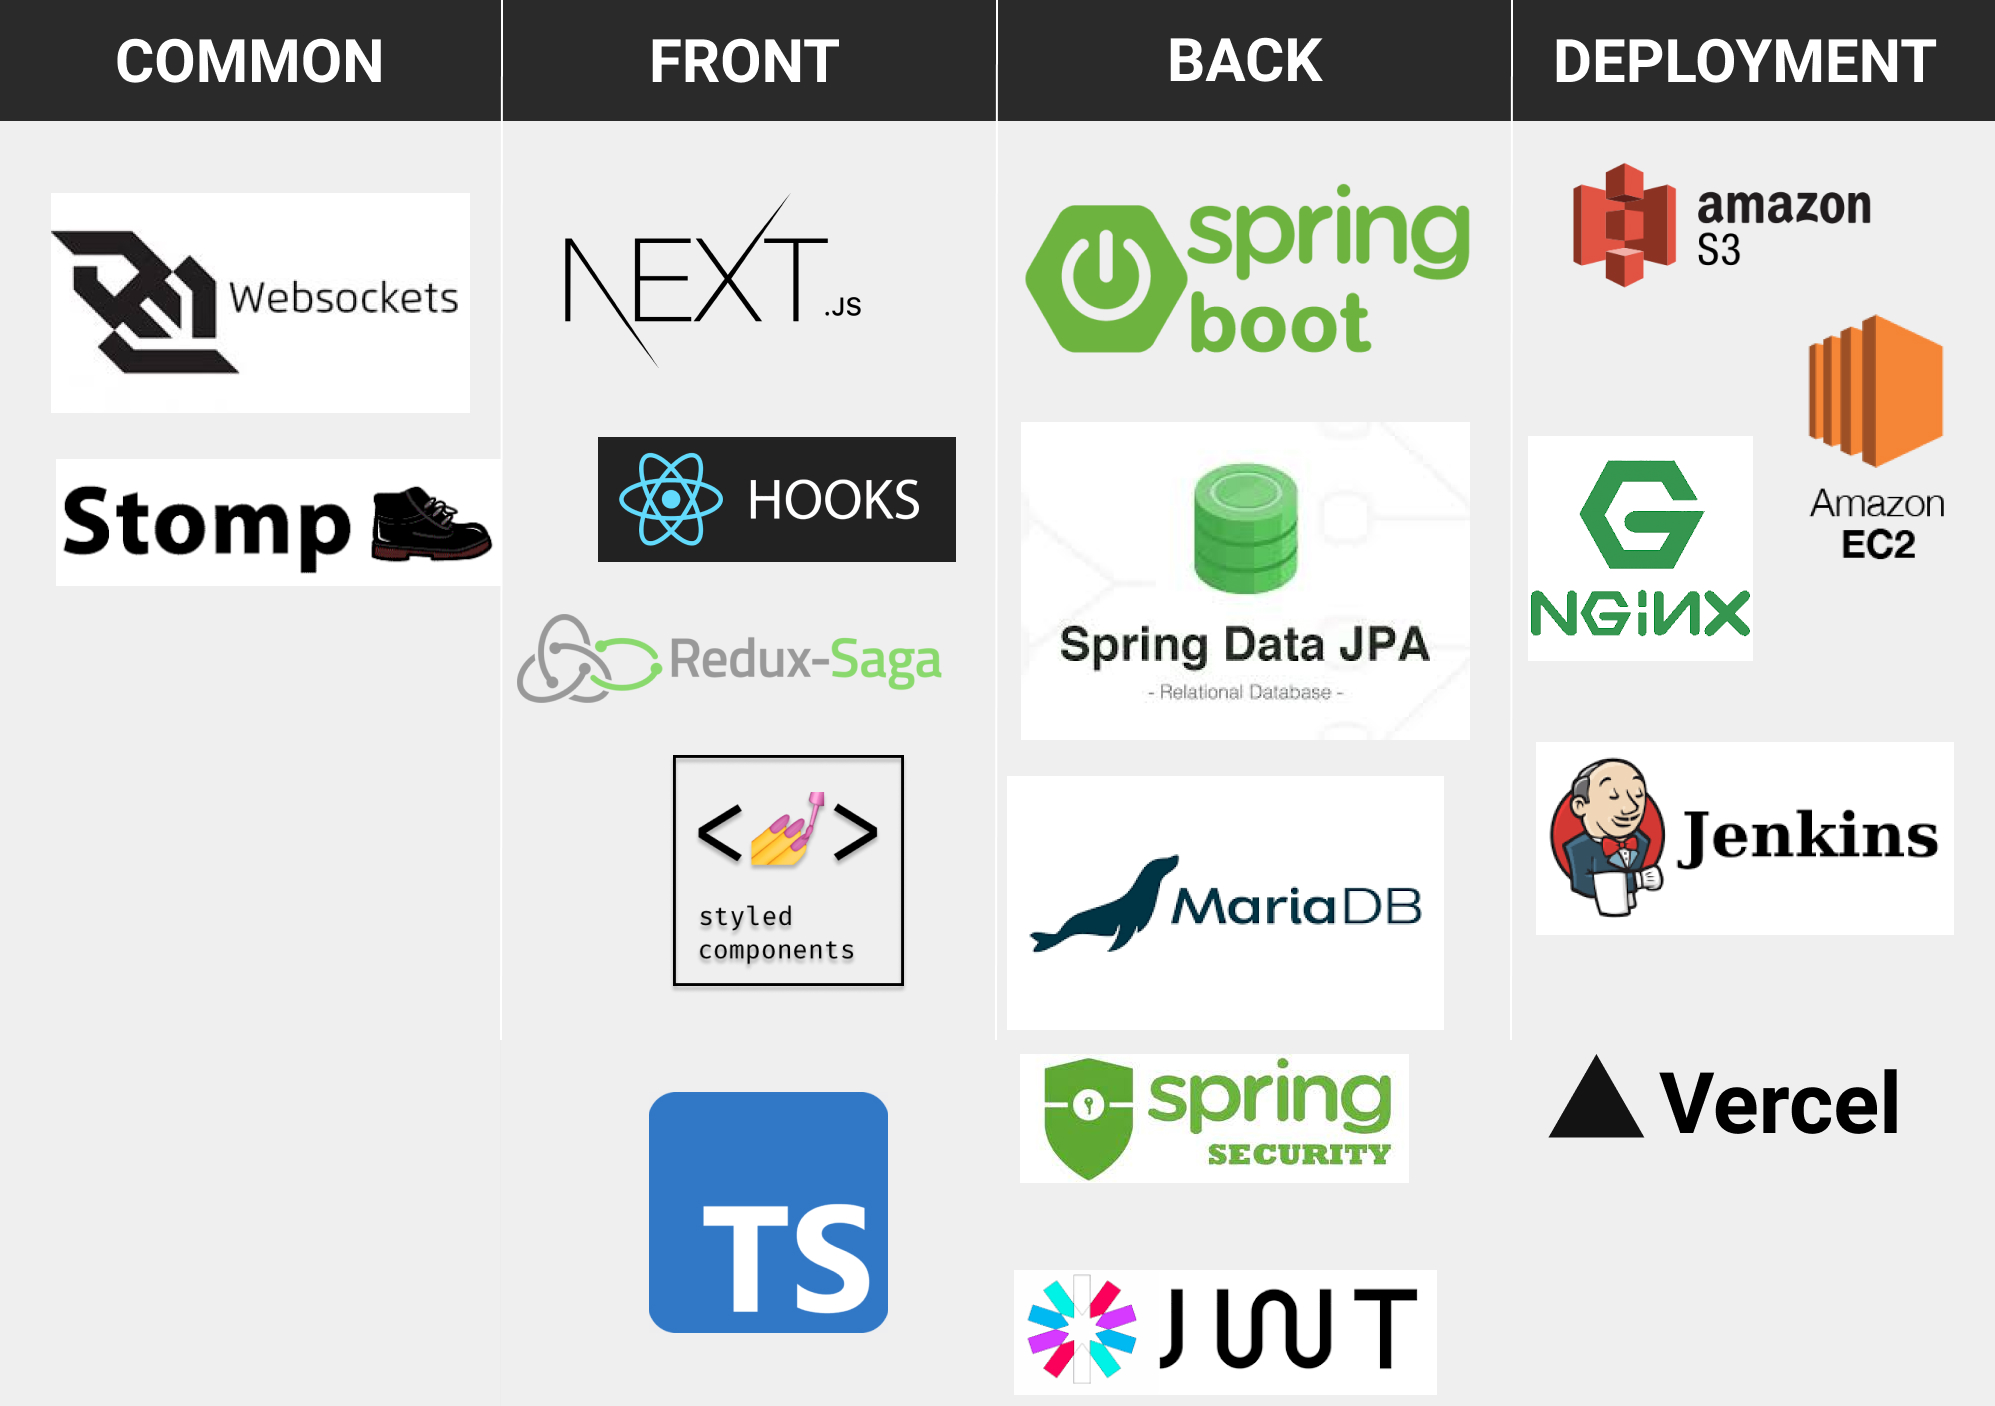 COMMON
FRONT
BACK
DEPLOYMENT
Websockets
Stomp
NEXT.JS
HOOKS
Redux-Saga
styled
components
TS
spring
boot
Spring Data JPA
- Relational Database -
MariaDB
spring
SECURITY
JWT
amazon
S3
Amazon
EC2
NGiNX
Jenkins
Vercel